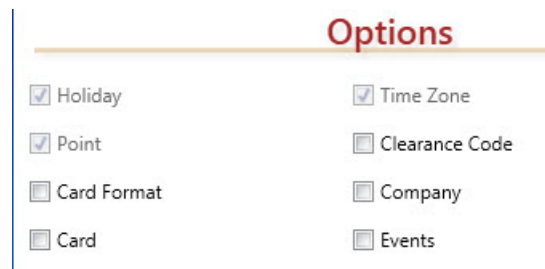 Options
Holiday
Time Zone
Point
Clearance Code
Card Format
Company
Card
Events